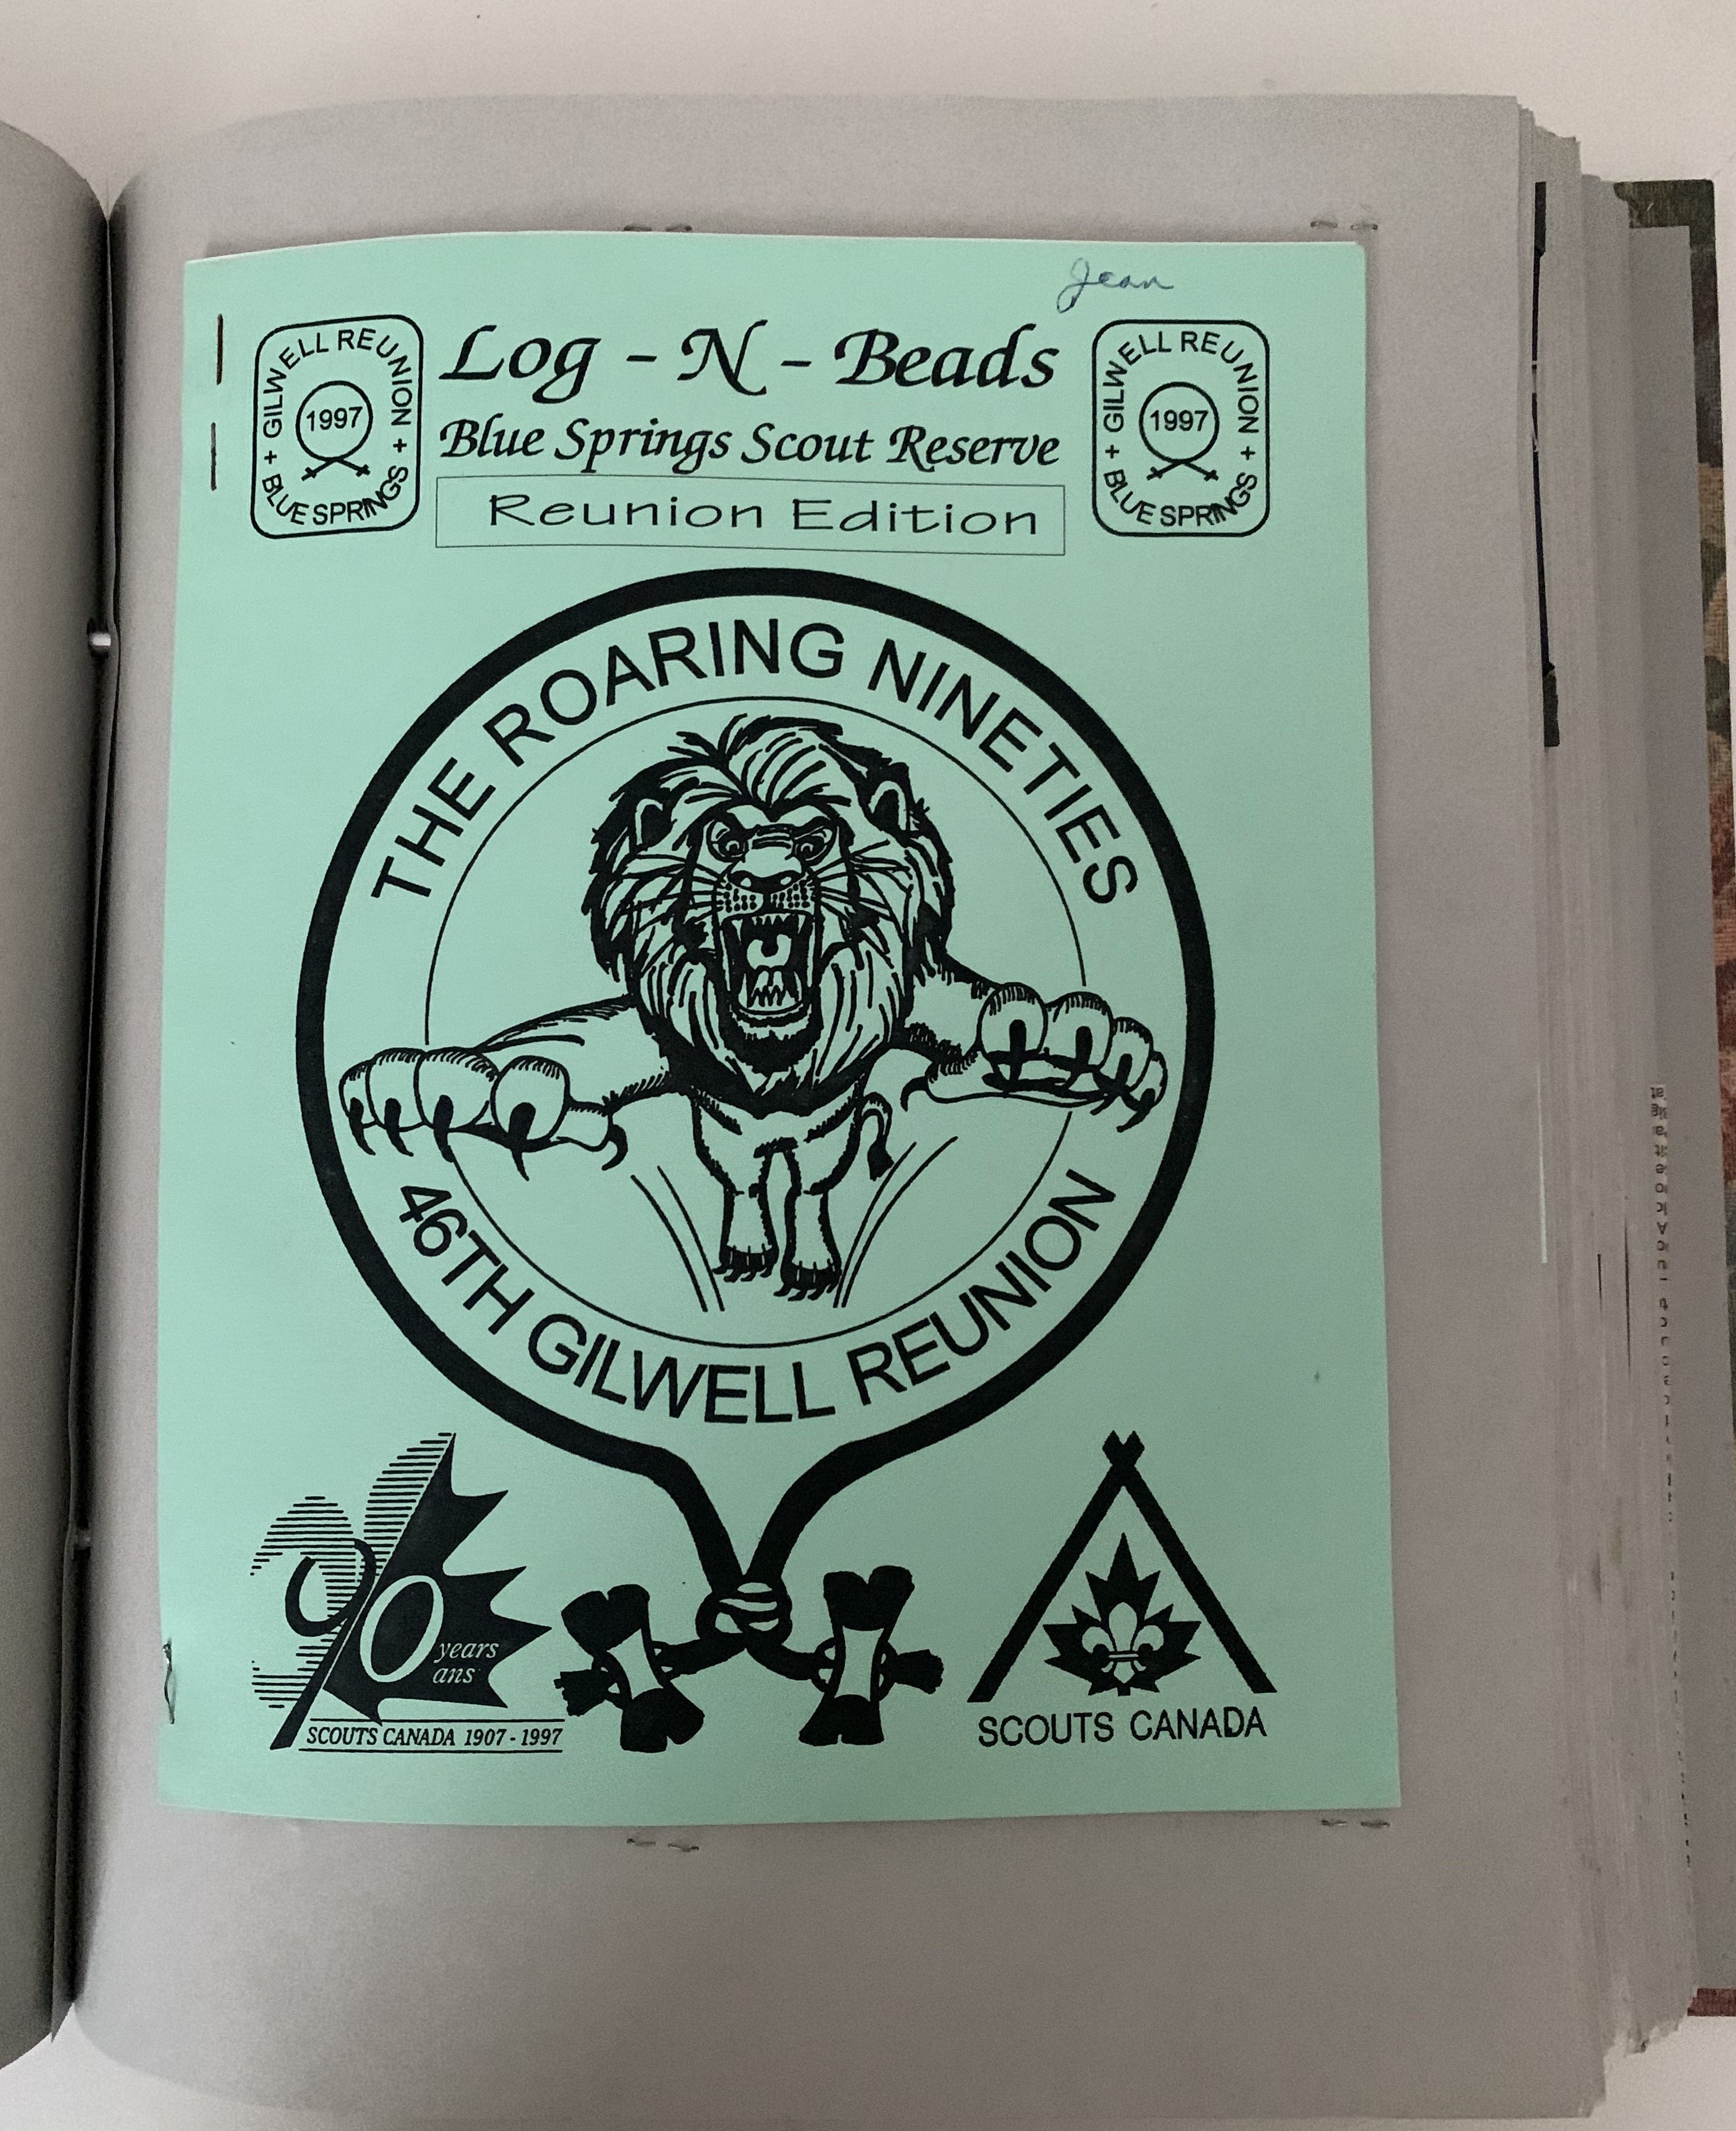 Jean
GILWELL REUNION + BLUE SPRINGS +
1997
Log - N - Beads
Blue Springs Scout Reserve
Reunion Edition
GILWELL REUNION + BLUE SPRINGS +
1997
THE ROARING NINETIES
46TH GILWELL REUNION
90
years
ans
SCOUTS CANADA 1907 - 1997
SCOUTS CANADA